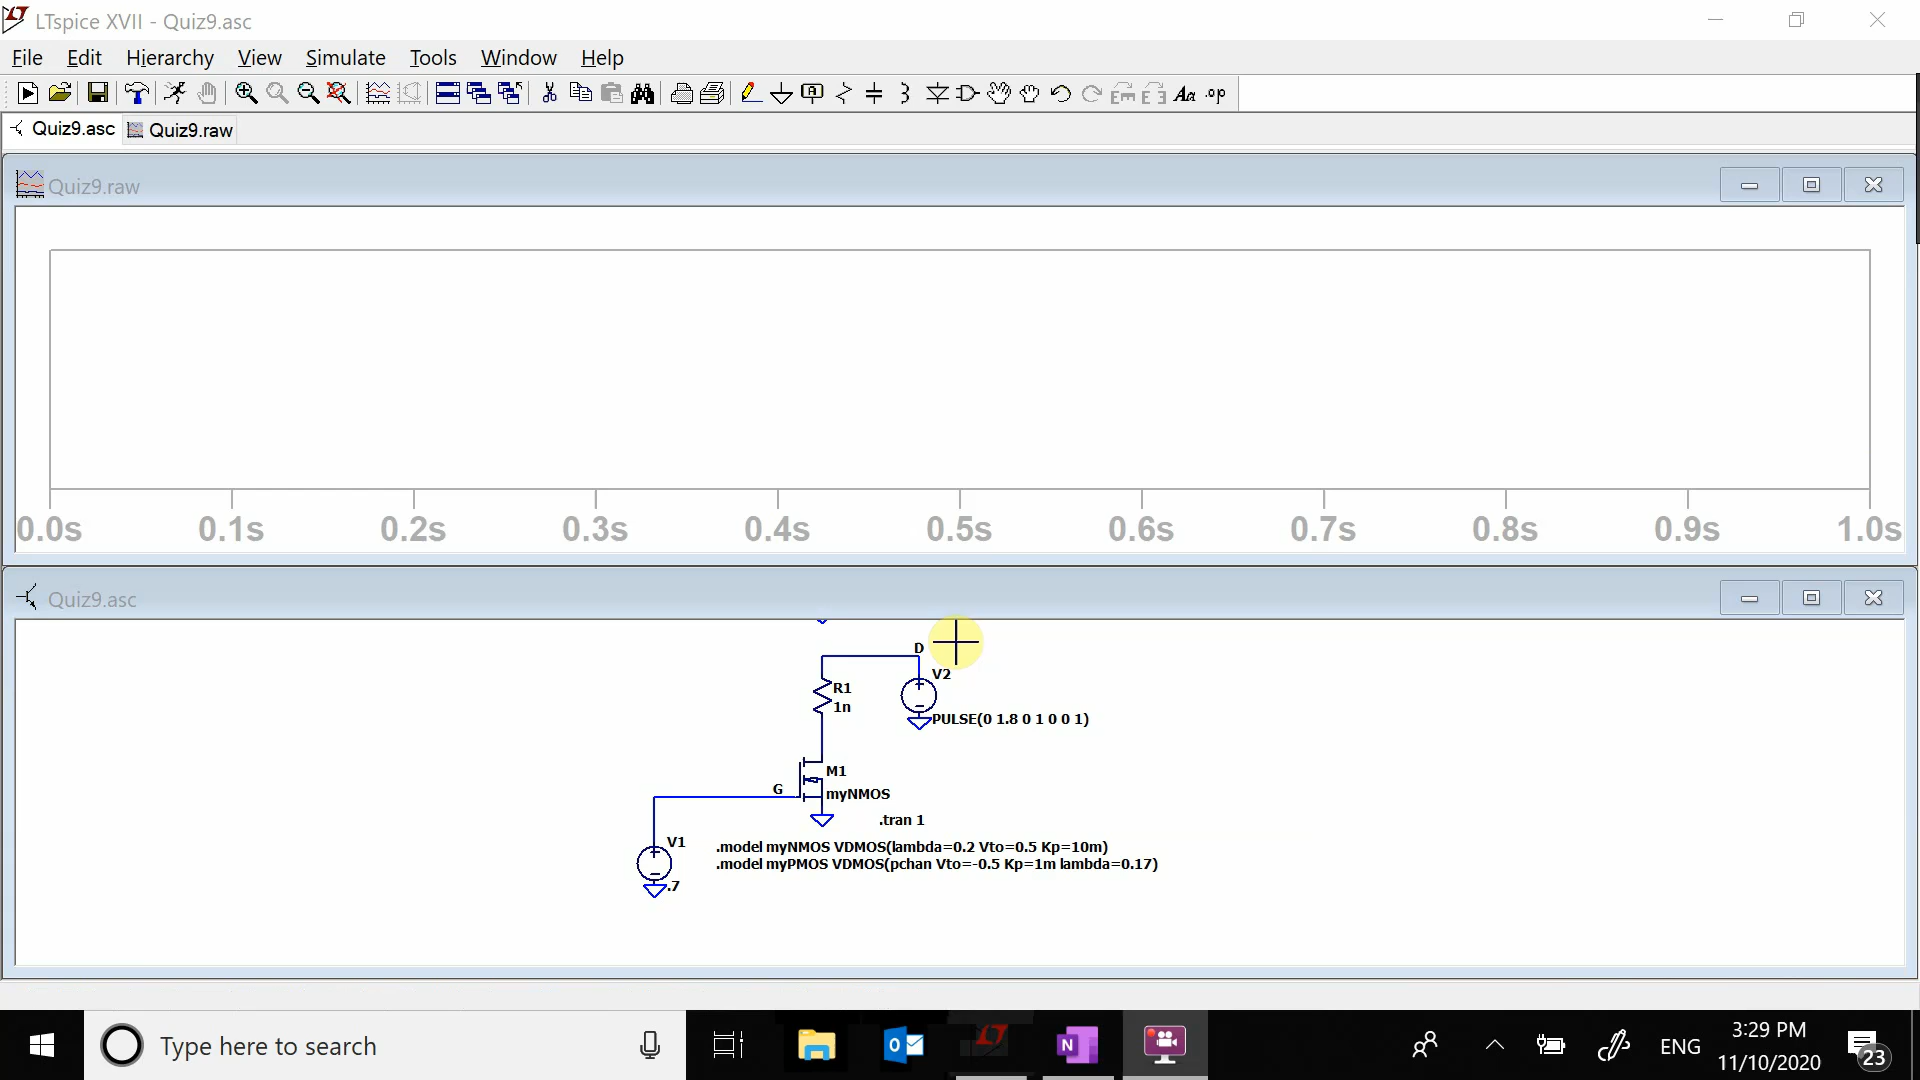 LTspice XVII - Quiz9.asc
File Edit Hierarchy View Simulate Tools Window Help
Quiz9.asc Quiz9.raw
Quiz9.raw
0.0s 0.1s 0.2s 0.3s 0.4s 0.5s 0.6s 0.7s 0.8s 0.9s 1.0s
Quiz9.asc
D
V2
R1
1n
PULSE(0 1.8 0 1 0 0 1)
M1
G
myNMOS
.tran 1
V1
.model myNMOS VDMOS(lambda=0.2 Vto=0.5 Kp=10m)
.model myPMOS VDMOS(pchan Vto=-0.5 Kp=1m lambda=0.17)
.7
Type here to search
ENG
3:29 PM
11/10/2020
23